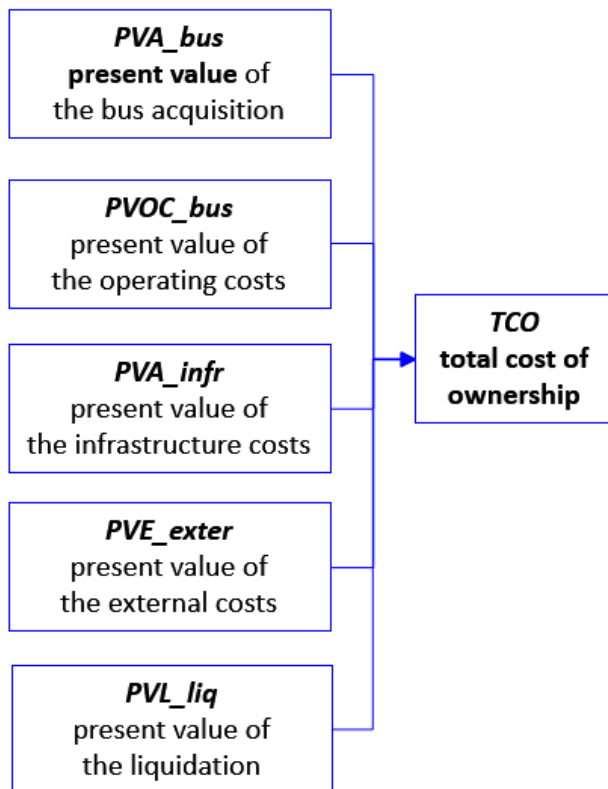 PVA_bus
present value of
the bus acquisition
PVOC_bus
present value of
the operating costs
PVA_infr
present value of
the infrastructure costs
PVE_exter
present value of
the external costs
PVL_liq
present value of
the liquidation
TCO
total cost of
ownership